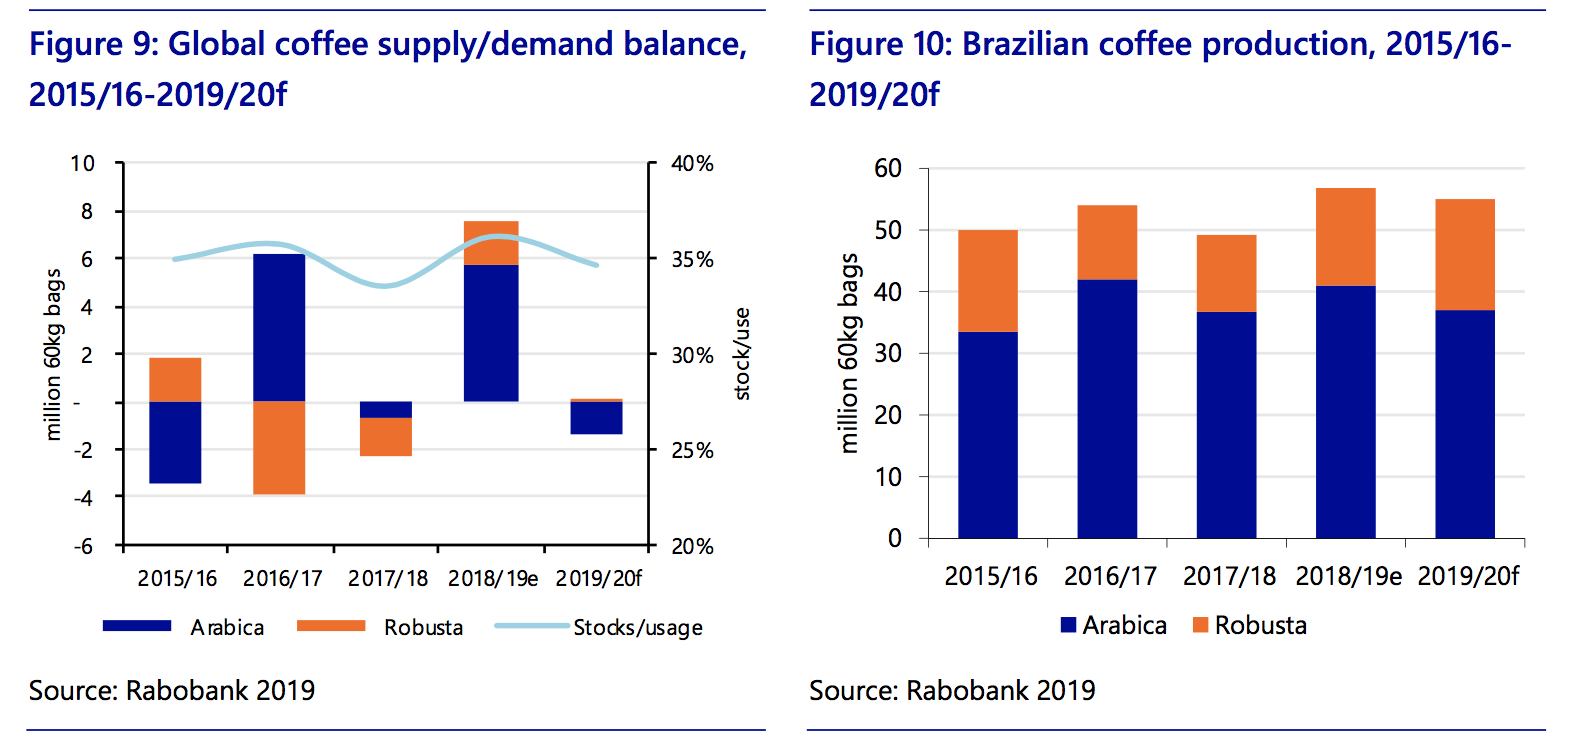 Figure 9: Global coffee supply/demand balance,
2015/16-2019/20f
10
8
6
4
2
-
-2
-4
-6
million 60kg bags
40%
35%
30%
25%
20%
stock/use
2015/16 2016/17 2017/18 2018/19e 2019/20f
Arabica Robusta Stocks/usage
Source: Rabobank 2019
Figure 10: Brazilian coffee production, 2015/16-
2019/20f
60
50
40
30
20
10
0
million 60kg bags
2015/16 2016/17 2017/18 2018/19e 2019/20f
Arabica Robusta
Source: Rabobank 2019